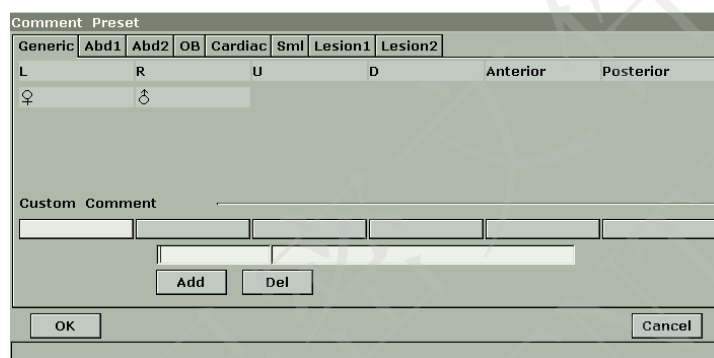 Comment Preset
Generic Abd1 Abd2 OB Cardiac Sml Lesion1 Lesion2
L R U D Anterior Posterior
♀ ♂
Custom Comment
Add Del
OK Cancel